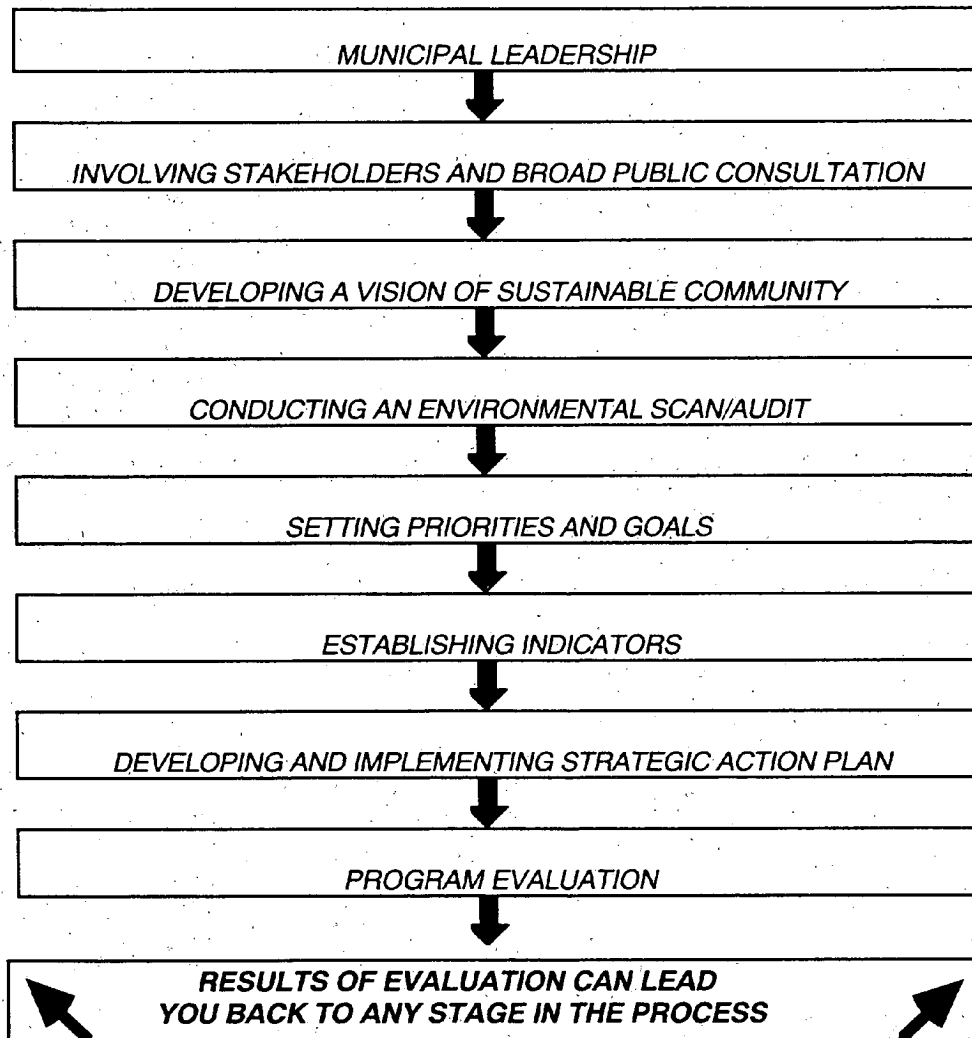 MUNICIPAL LEADERSHIP
INVOLVING STAKEHOLDERS AND BROAD PUBLIC CONSULTATION
DEVELOPING A VISION OF SUSTAINABLE COMMUNITY
CONDUCTING AN ENVIRONMENTAL SCAN/AUDIT
SETTING PRIORITIES AND GOALS
ESTABLISHING INDICATORS
DEVELOPING AND IMPLEMENTING STRATEGIC ACTION PLAN
PROGRAM EVALUATION
RESULTS OF EVALUATION CAN LEAD
YOU BACK TO ANY STAGE IN THE PROCESS